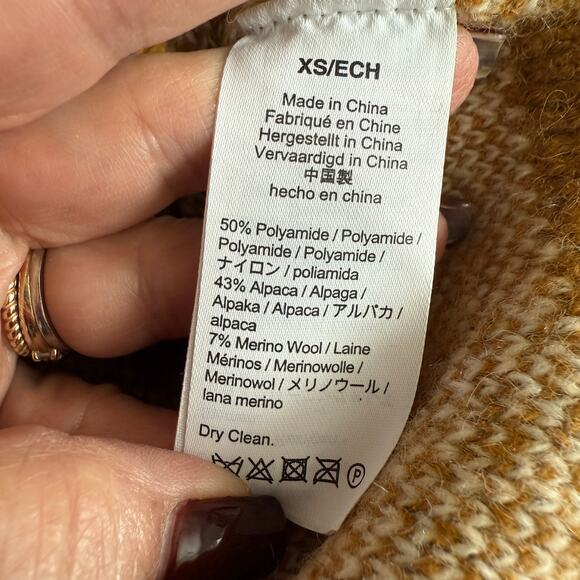 XS/ECH
Made in China
Fabriqué en Chine
Hergestellt in China
Vervaardigd in China
中国製
hecho en china
50% Polyamide / Polyamide /
Polyamide / Polyamide /
ナイロン / poliamida
43% Alpaca / Alpaga /
Alpaka / Alpaca / アルパカ /
alpaca
7% Merino Wool / Laine
Mérinos / Merinowolle /
Merinowol / メリノウール /
lana merino
Dry Clean.
P